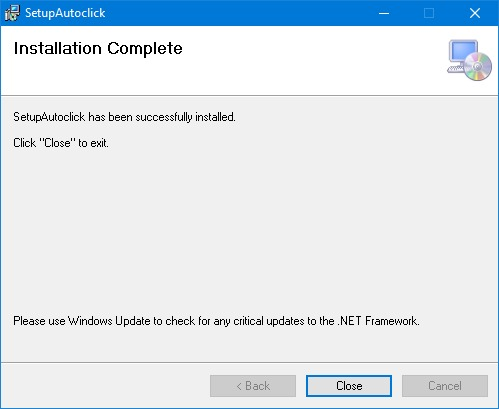 SetupAutoclick
Installation Complete
SetupAutoclick has been successfully installed.
Click "Close" to exit.
Please use Windows Update to check for any critical updates to the .NET Framework.
< Back
Close
Cancel